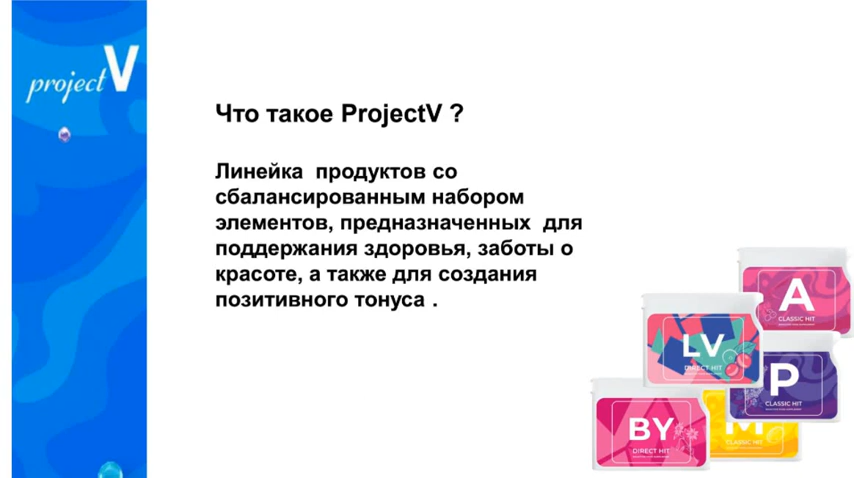 projectV
Что такое ProjectV ?
Линейка  продуктов со
сбалансированным набором
элементов, предназначенных  для
поддержания здоровья, заботы о
красоте, а также для создания
позитивного тонуса .
A
CLASSIC HIT
LV
DIRECT HIT
P
CLASSIC HIT
BY
DIRECT HIT
M
CLASSIC HIT